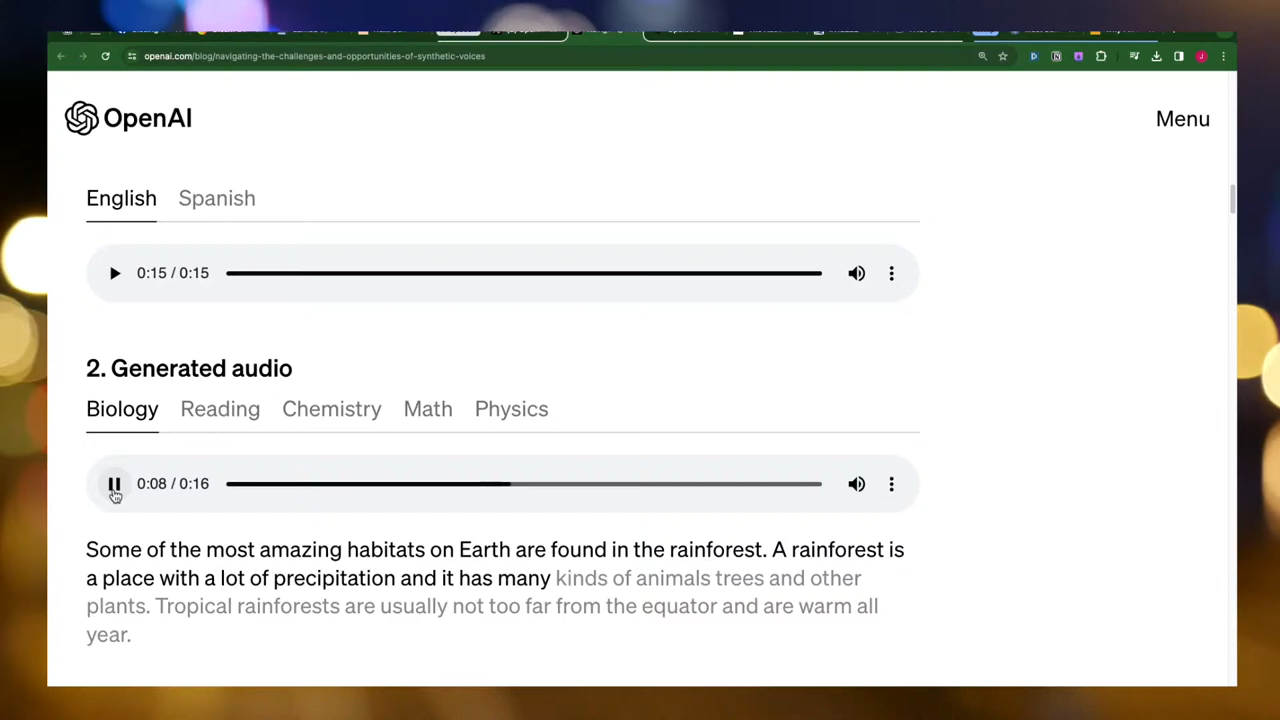 openai.com/blog/navigating-the-challenges-and-opportunities-of-synthetic-voices
OpenAI
Menu
English Spanish
0:15 / 0:15
2. Generated audio
Biology Reading Chemistry Math Physics
0:08 / 0:16
Some of the most amazing habitats on Earth are found in the rainforest. A rainforest is
a place with a lot of precipitation and it has many kinds of animals trees and other
plants. Tropical rainforests are usually not too far from the equator and are warm all
year.